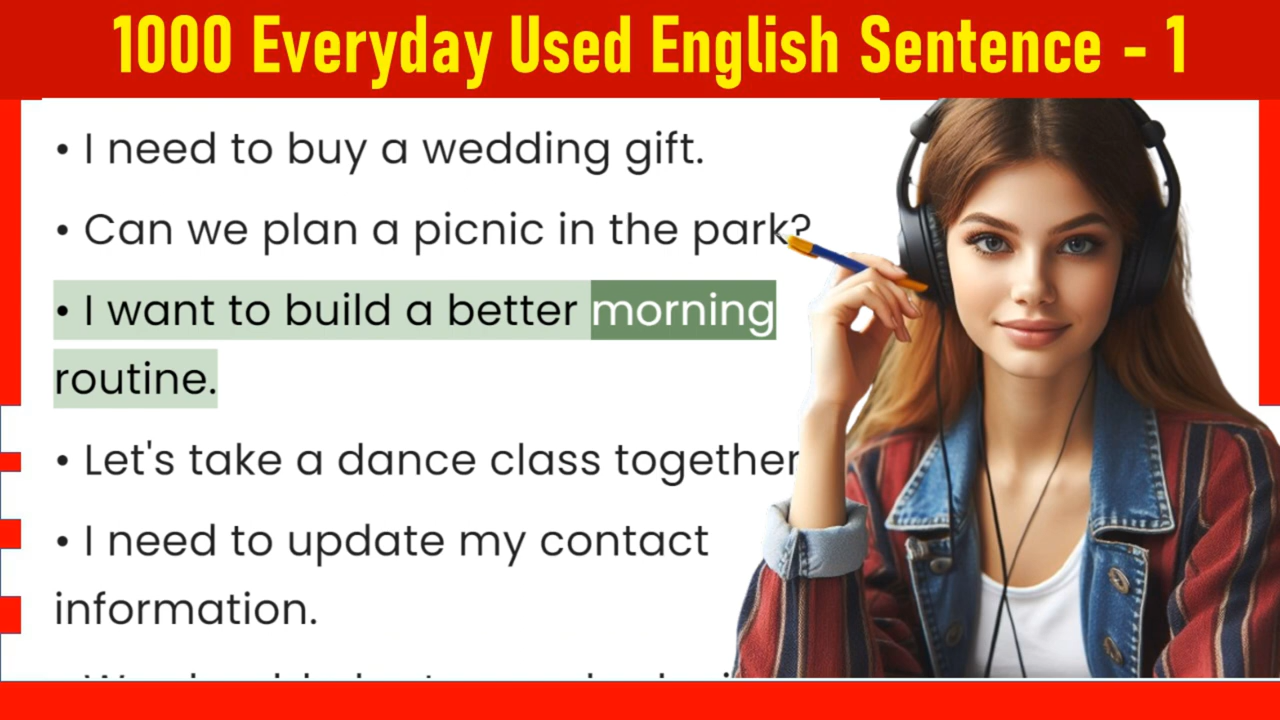 1000 Everyday Used English Sentence - 1
• I need to buy a wedding gift.
• Can we plan a picnic in the park?
• I want to build a better morning
routine.
• Let's take a dance class together
• I need to update my contact
information.